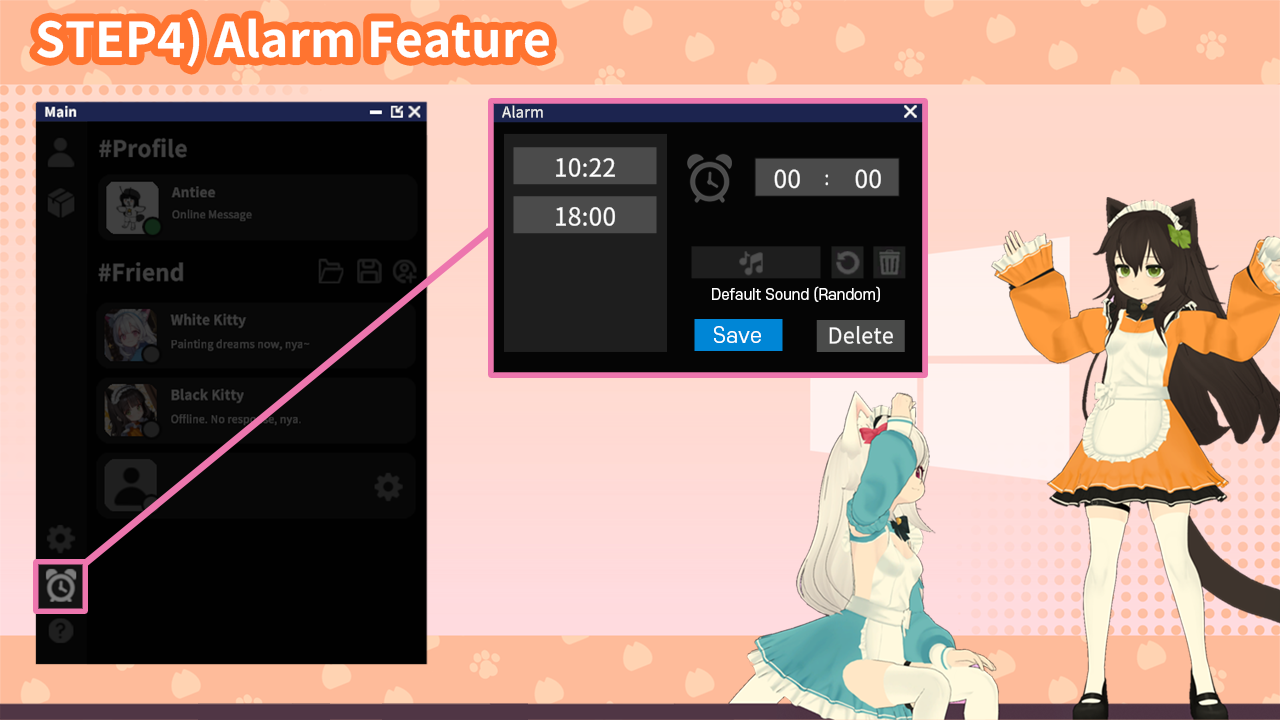 STEP4) Alarm Feature
Main
#Profile
Antiee
Online Message
#Friend
White Kitty
Painting dreams now, nya~
Black Kitty
Offline. No response, nya.
Alarm
10:22
18:00
00 : 00
Default Sound (Random)
Save
Delete